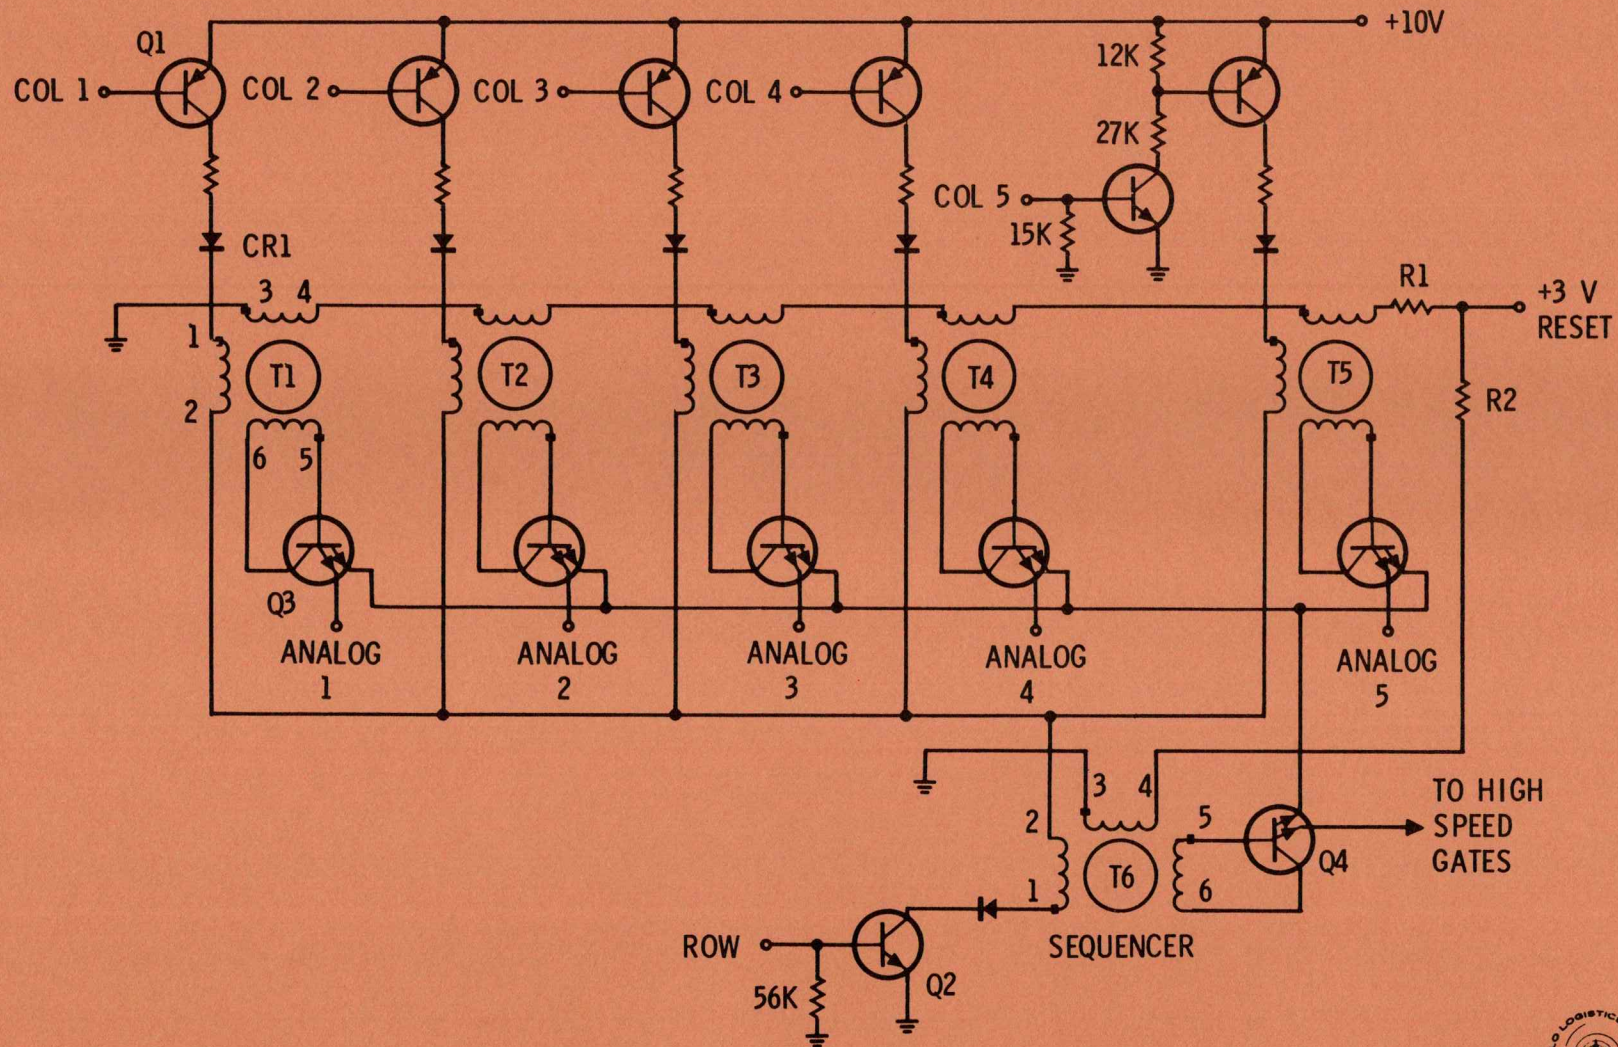 +10V
Q1
12K
COL 1
COL 2
COL 3
COL 4
27K
COL 5
15K
CR1
3 4
R1
+3 V
RESET
1
T1
T2
T3
T4
T5
2
R2
6 5
Q3
ANALOG
1
ANALOG
2
ANALOG
3
ANALOG
4
ANALOG
5
3 4
2
5
TO HIGH
SPEED
GATES
Q4
T6
1
6
ROW
SEQUENCER
Q2
56K